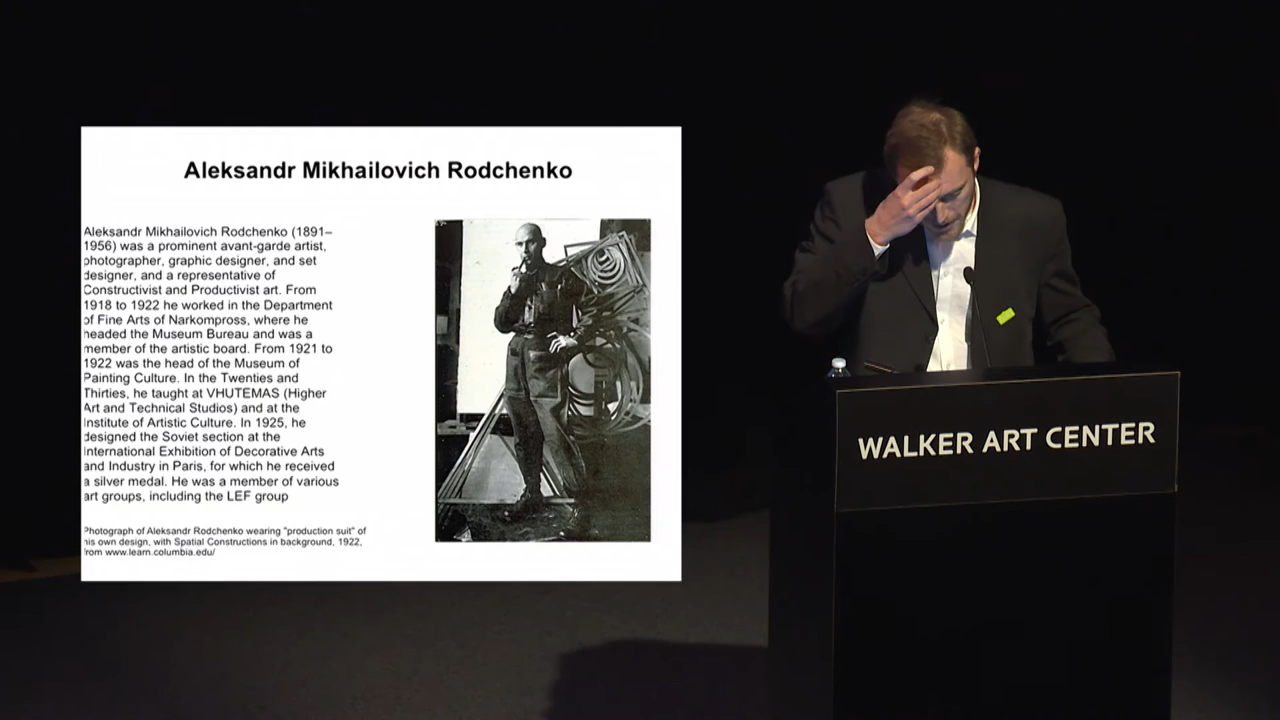 Aleksandr Mikhailovich Rodchenko
Aleksandr Mikhailovich Rodchenko (1891–
1956) was a prominent avant-garde artist,
photographer, graphic designer, and set
designer, and a representative of
Constructivist and Productivist art. From
1918 to 1922 he worked in the Department
of Fine Arts of Narkompross, where he
headed the Museum Bureau and was a
member of the artistic board. From 1921 to
1922 was the head of the Museum of
Painting Culture. In the Twenties and
Thirties, he taught at VHUTEMAS (Higher
Art and Technical Studios) and at the
Institute of Artistic Culture. In 1925, he
designed the Soviet section at the
International Exhibition of Decorative Arts
and Industry in Paris, for which he received
a silver medal. He was a member of various
art groups, including the LEF group
Photograph of Aleksandr Rodchenko wearing "production suit" of
his own design, with Spatial Constructions in background, 1922,
from www.learn.columbia.edu/
WALKER ART CENTER